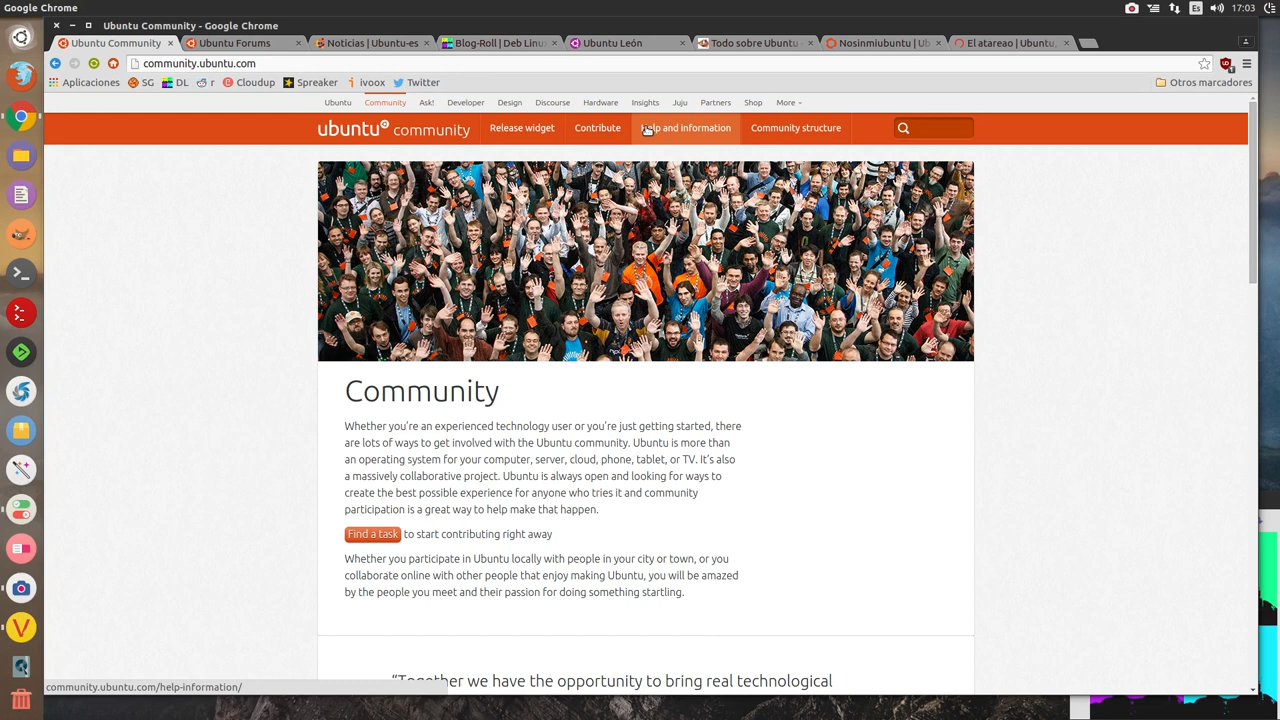 Google Chrome
Es
17:03
Ubuntu Community - Google Chrome
Ubuntu Community
Ubuntu Forums
Noticias | Ubuntu-es
Blog-Roll | Deb Linu
Ubuntu León
Todo sobre Ubuntu -
Nosinmiubuntu | Ub
El atareao | Ubuntu,
community.ubuntu.com
Aplicaciones
SG
DL
r
Cloudup
Spreaker
ivoox
Twitter
Otros marcadores
Ubuntu
Community
Ask!
Developer
Design
Discourse
Hardware
Insights
Juju
Partners
Shop
More
ubuntu community
Release widget
Contribute
Help and information
Community structure
Community
Whether you're an experienced technology user or you're just getting started, there
are lots of ways to get involved with the Ubuntu community. Ubuntu is more than
an operating system for your computer, server, cloud, phone, tablet, or TV. It's also
a massively collaborative project. Ubuntu is always open and looking for ways to
create the best possible experience for anyone who tries it and community
participation is a great way to help make that happen.
Find a task to start contributing right away
Whether you participate in Ubuntu locally with people in your city or town, or you
collaborate online with other people that enjoy making Ubuntu, you will be amazed
by the people you meet and their passion for doing something startling.
“Together we have the opportunity to bring real technological
community.ubuntu.com/help-information/